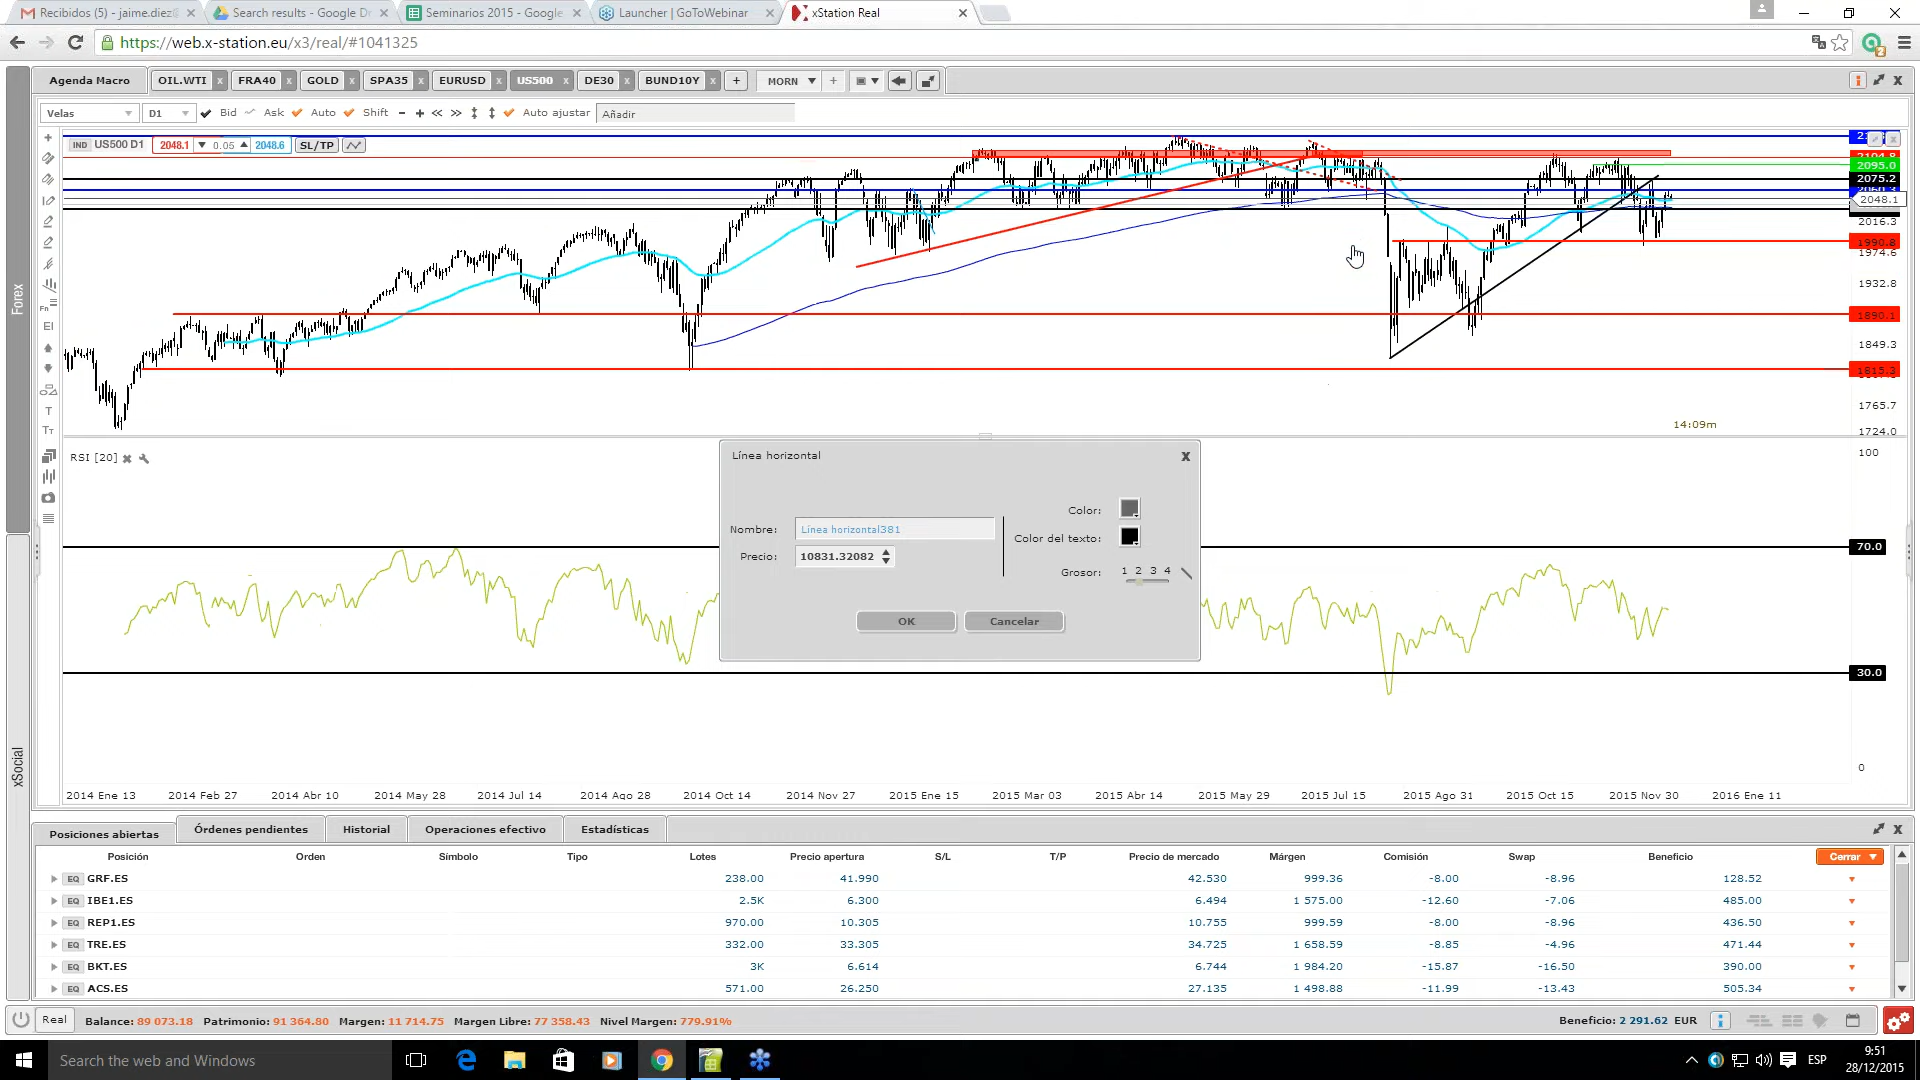 Recibidos (5) - jaime.diez@
Search results - Google Dr
Seminarios 2015 - Google
Launcher | GoToWebinar
xStation Real
https://web.x-station.eu/x3/real/#1041325
Agenda Macro
OIL.WTI x
FRA40 x
GOLD x
SPA35 x
EURUSD x
US500 x
DE30 x
BUND10Y x
+
MORN
+
Velas
D1
Bid
Ask
Auto
Shift
Auto ajustar
Añadir
IND US500 D1
2048.1
0.05
2048.6
SL/TP
2095.0
2075.2
2048.1
2016.3
1990.8
1974.6
1932.8
1890.1
1849.3
1815.3
1765.7
1724.0
14:09m
Forex
xSocial
Fn
EI
T
TT
RSI [20]
100
70.0
30.0
0
Línea horizontal
X
Nombre:
Línea horizontal381
Precio:
10831.32082
Color:
Color del texto:
Grosor:
1 2 3 4
OK
Cancelar
2014 Ene 13
2014 Feb 27
2014 Abr 10
2014 May 28
2014 Jul 14
2014 Ago 28
2014 Oct 14
2014 Nov 27
2015 Ene 15
2015 Mar 03
2015 Abr 14
2015 May 29
2015 Jul 15
2015 Ago 31
2015 Oct 15
2015 Nov 30
2016 Ene 11
Posiciones abiertas
Órdenes pendientes
Historial
Operaciones efectivo
Estadísticas
Posición Orden Símbolo Tipo Lotes Precio apertura S/L T/P Precio de mercado Márgen Comisión Swap Beneficio Cerrar
EQ GRF.ES 238.00 41.990 42.530 999.36 -8.00 -8.96 128.52
EQ IBE1.ES 2.5K 6.300 6.494 1 575.00 -12.60 -7.06 485.00
EQ REP1.ES 970.00 10.305 10.755 999.59 -8.00 -8.96 436.50
EQ TRE.ES 332.00 33.305 34.725 1 658.59 -8.85 -4.96 471.44
EQ BKT.ES 3K 6.614 6.744 1 984.20 -15.87 -16.50 390.00
EQ ACS.ES 571.00 26.250 27.135 1 498.88 -11.99 -13.43 505.34
Real
Balance: 89 073.18 Patrimonio: 91 364.80 Margen: 11 714.75 Margen Libre: 77 358.43 Nivel Margen: 779.91%
Beneficio: 2 291.62 EUR
Search the web and Windows
ESP
9:51
28/12/2015